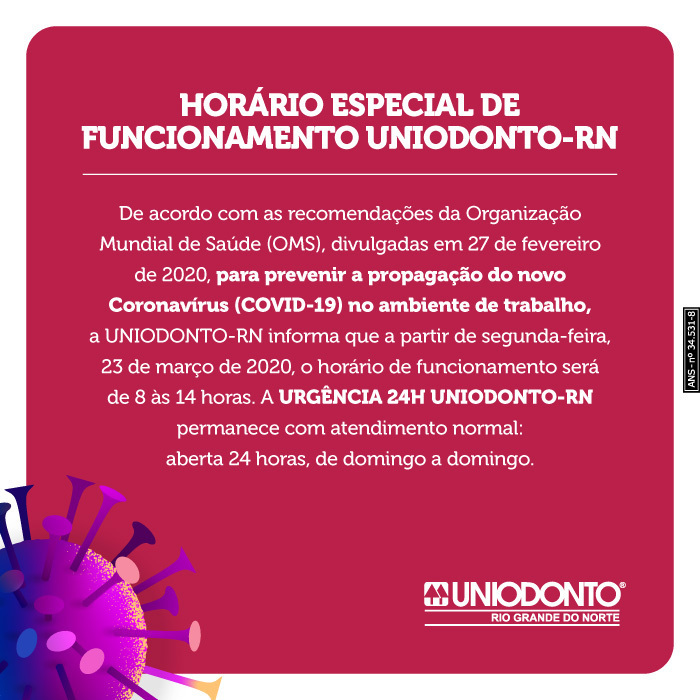 HORÁRIO ESPECIAL DE
FUNCIONAMENTO UNIODONTO-RN
De acordo com as recomendações da Organização
Mundial de Saúde (OMS), divulgadas em 27 de fevereiro
de 2020, para prevenir a propagação do novo
Coronavírus (COVID-19) no ambiente de trabalho,
a UNIODONTO-RN informa que a partir de segunda-feira,
23 de março de 2020, o horário de funcionamento será
de 8 às 14 horas. A URGÊNCIA 24H UNIODONTO-RN
permanece com atendimento normal:
aberta 24 horas, de domingo a domingo.
ANS - nº 34.531-8
UNIODONTO®
RIO GRANDE DO NORTE